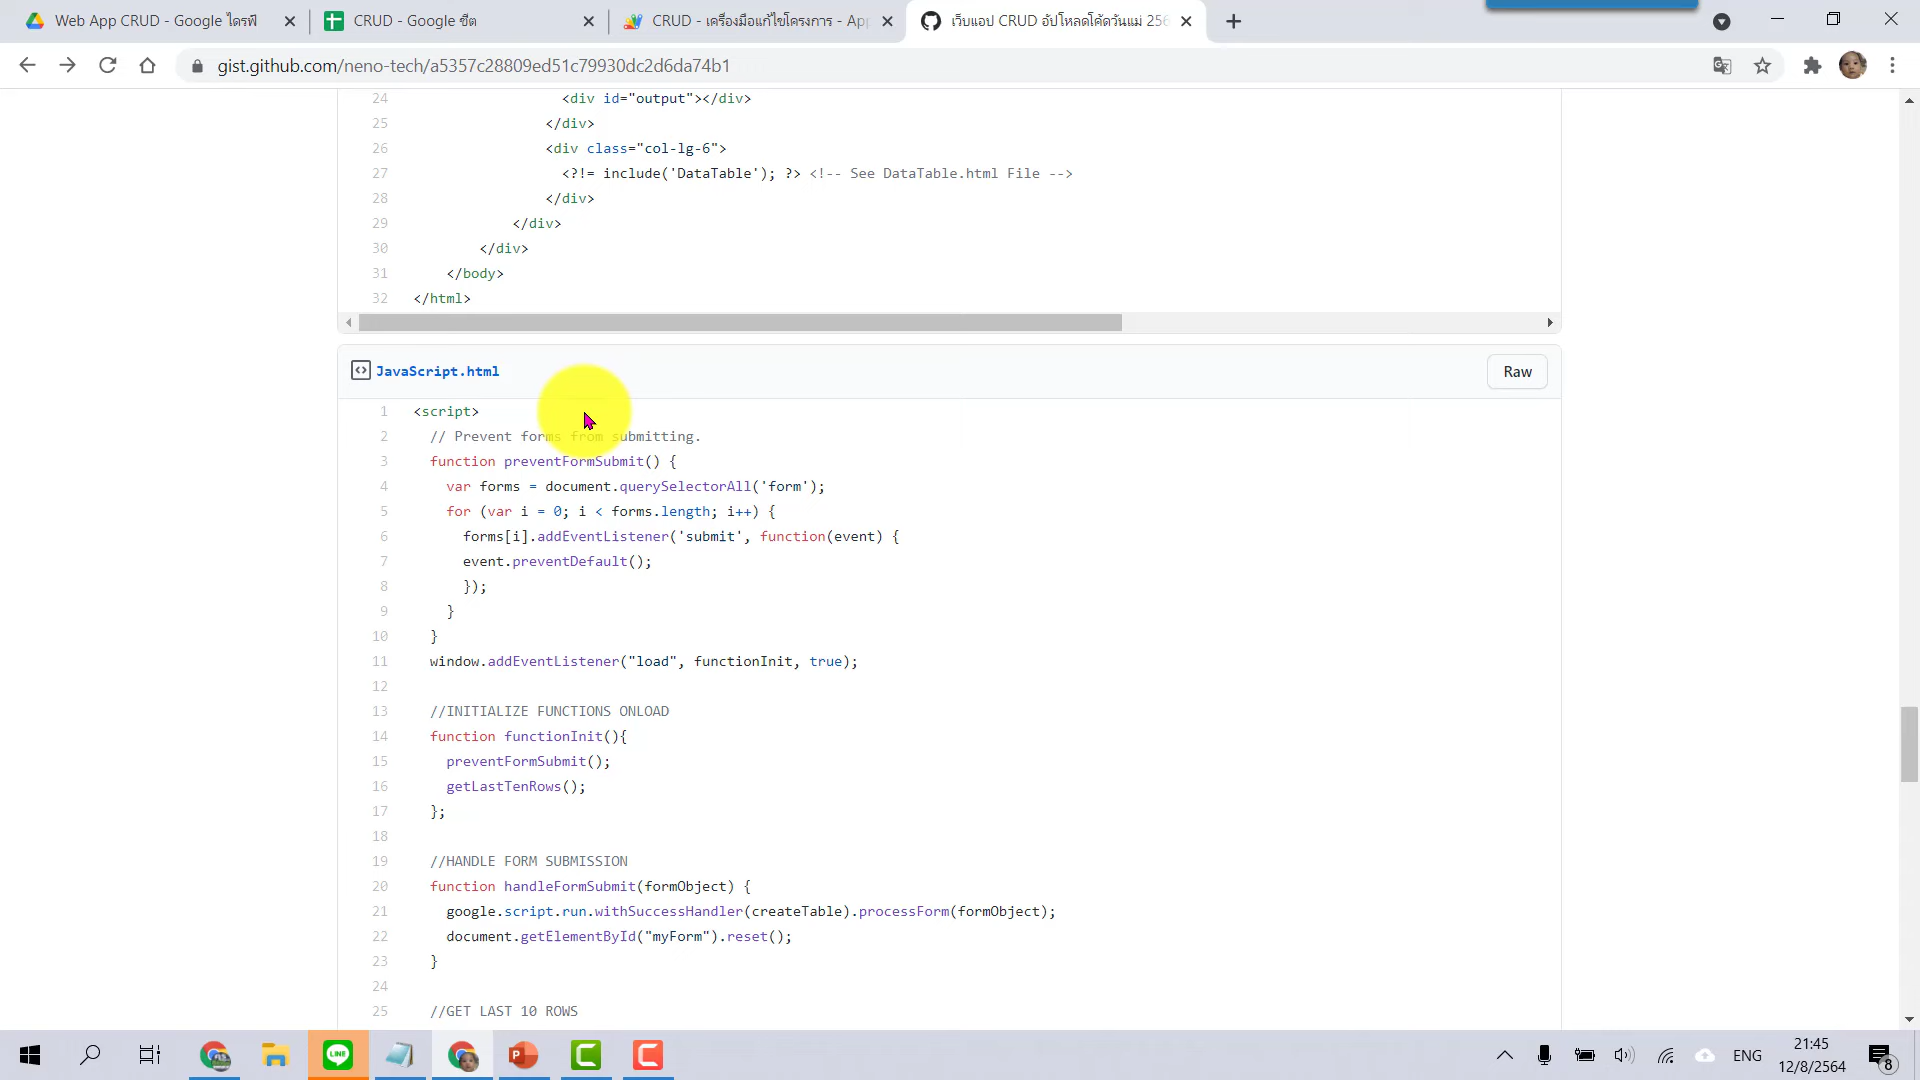 Web App CRUD - Google ไดรฟ์
CRUD - Google ชีต
CRUD - เครื่องมือแก้ไขโครงการ - App
เว็บแอป CRUD อัปโหลดโค้ดวันแม่ 256
gist.github.com/neno-tech/a5357c28809ed51c79930dc2d6da74b1
24 <div id="output"></div>
25 </div>
26 <div class="col-lg-6">
27 <?!= include('DataTable'); ?> <!-- See DataTable.html File -->
28 </div>
29 </div>
30 </div>
31 </body>
32 </html>
JavaScript.html
Raw
1 <script>
2 // Prevent forms from submitting.
3 function preventFormSubmit() {
4 var forms = document.querySelectorAll('form');
5 for (var i = 0; i < forms.length; i++) {
6 forms[i].addEventListener('submit', function(event) {
7 event.preventDefault();
8 });
9 }
10 }
11 window.addEventListener("load", functionInit, true);
12
13 //INITIALIZE FUNCTIONS ONLOAD
14 function functionInit(){
15 preventFormSubmit();
16 getLastTenRows();
17 };
18
19 //HANDLE FORM SUBMISSION
20 function handleFormSubmit(formObject) {
21 google.script.run.withSuccessHandler(createTable).processForm(formObject);
22 document.getElementById("myForm").reset();
23 }
24
25 //GET LAST 10 ROWS
LINE
ENG
21:45
12/8/2564
8